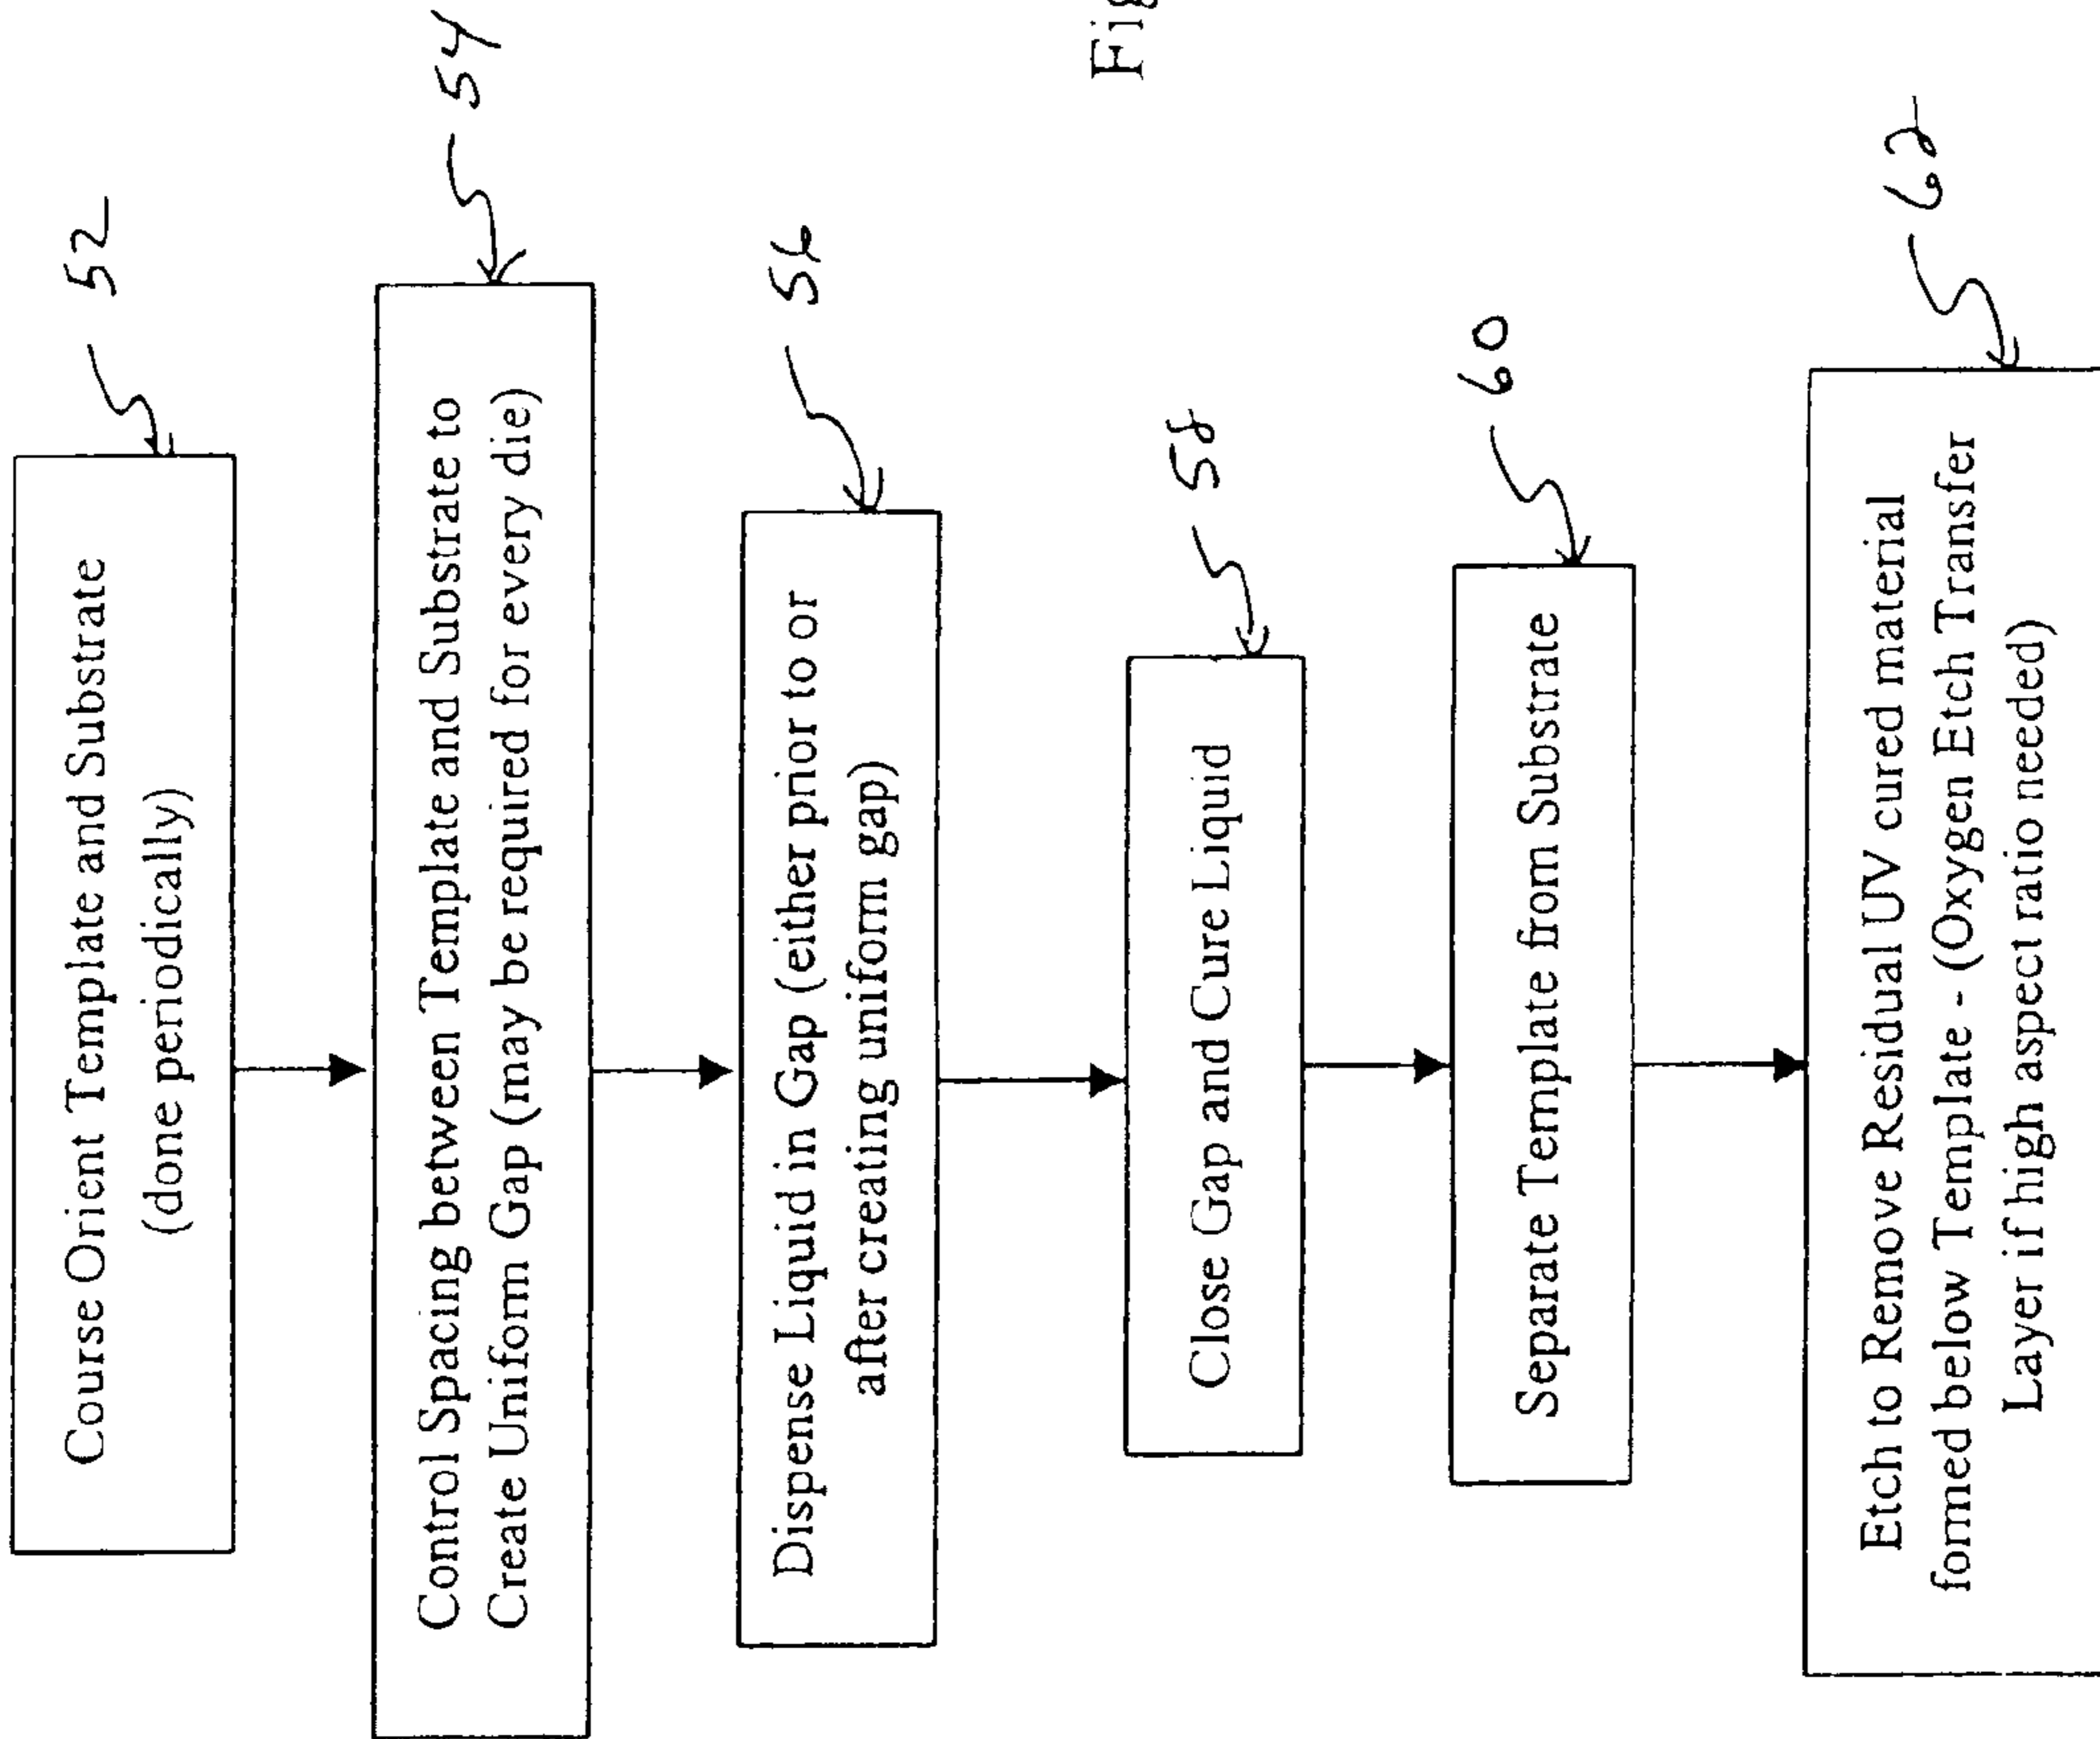 Course Orient Template and Substrate
(done periodically)
52
Control Spacing between Template and Substrate to
Create Uniform Gap (may be required for every die)
54
Dispense Liquid in Gap (either prior to or
after creating uniform gap)
56
Close Gap and Cure Liquid
58
Separate Template from Substrate
60
Etch to Remove Residual UV cured material
formed below Template - (Oxygen Etch Transfer
Layer if high aspect ratio needed)
62